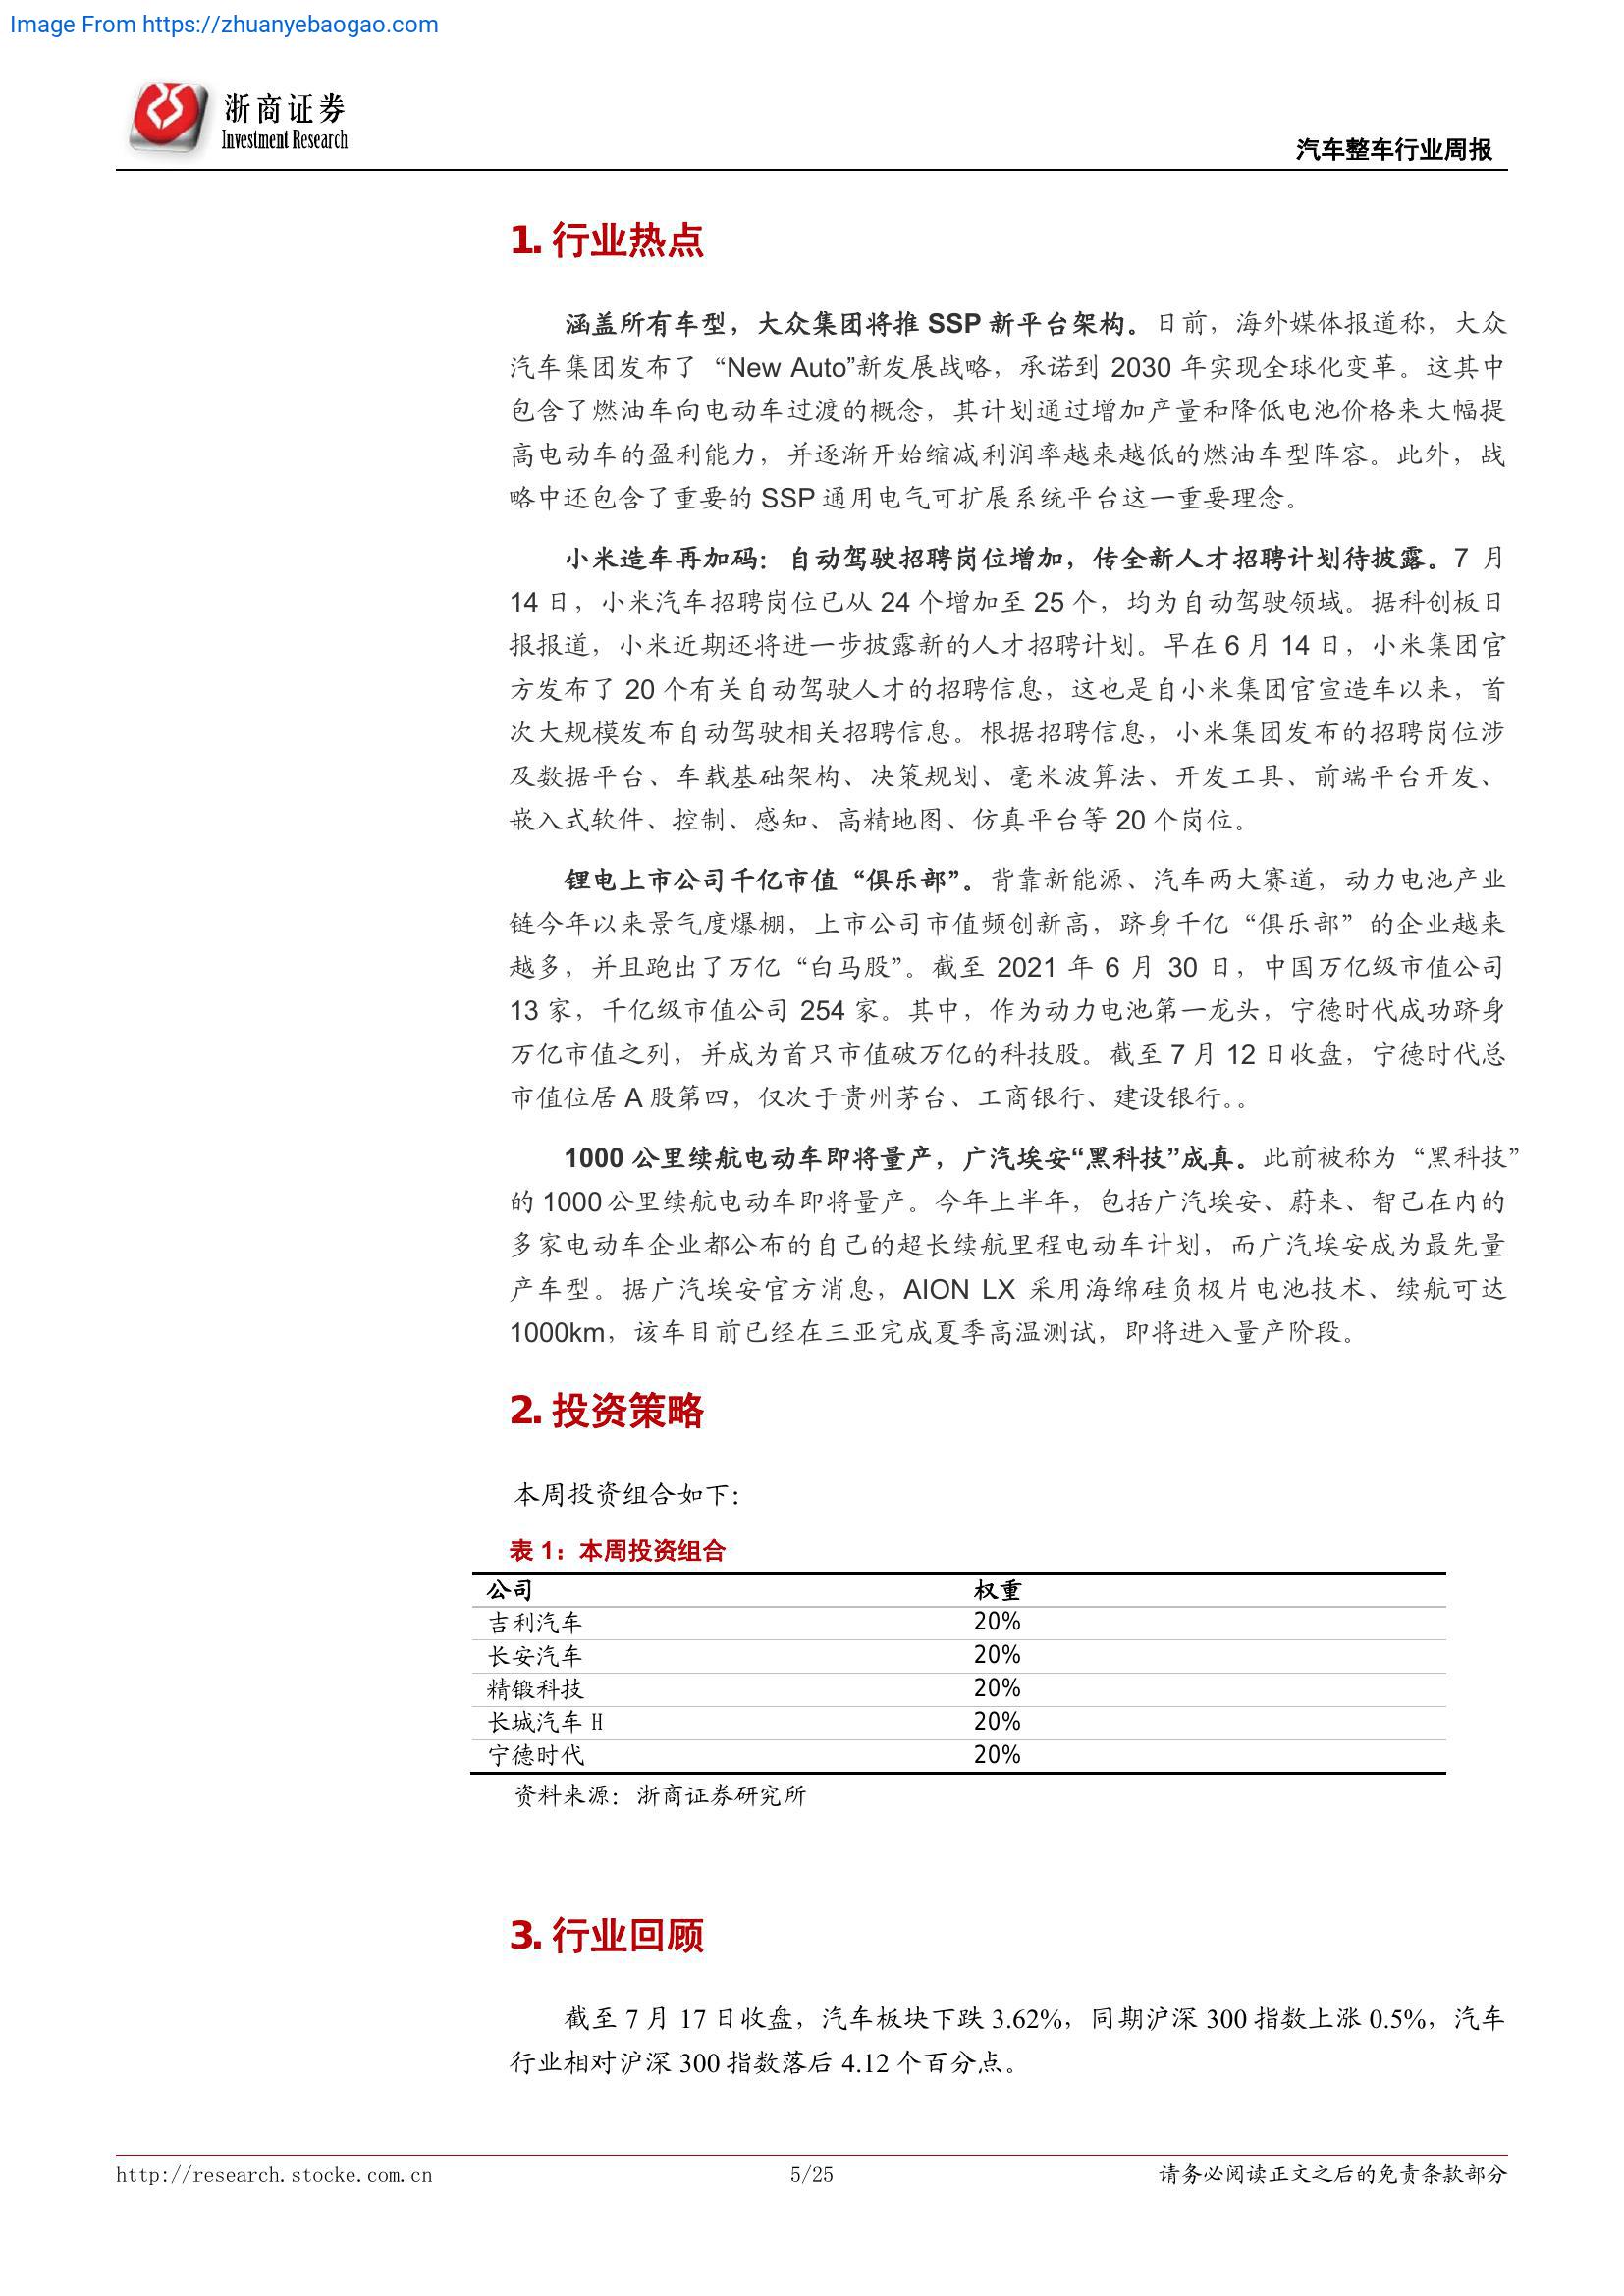 Image From https://zhuanyebaogao.com
浙商证券
Investment Research
汽车整车行业周报
1. 行业热点
涵盖所有车型，大众集团将推 SSP 新平台架构。日前，海外媒体报道称，大众
汽车集团发布了“New Auto”新发展战略，承诺到 2030 年实现全球化变革。这其中
包含了燃油车向电动车过渡的概念，其计划通过增加产量和降低电池价格来大幅提
高电动车的盈利能力，并逐渐开始缩减利润率越来越低的燃油车型阵容。此外，战
略中还包含了重要的 SSP 通用电气可扩展系统平台这一重要理念。
小米造车再加码：自动驾驶招聘岗位增加，传全新人才招聘计划待披露。7 月
14 日，小米汽车招聘岗位已从 24 个增加至 25 个，均为自动驾驶领域。据科创板日
报报道，小米近期还将进一步披露新的人才招聘计划。早在 6 月 14 日，小米集团官
方发布了 20 个有关自动驾驶人才的招聘信息，这也是自小米集团官宣造车以来，首
次大规模发布自动驾驶相关招聘信息。根据招聘信息，小米集团发布的招聘岗位涉
及数据平台、车载基础架构、决策规划、毫米波算法、开发工具、前端平台开发、
嵌入式软件、控制、感知、高精地图、仿真平台等 20 个岗位。
锂电上市公司千亿市值“俱乐部”。背靠新能源、汽车两大赛道，动力电池产业
链今年以来景气度爆棚，上市公司市值频创新高，跻身千亿“俱乐部”的企业越来
越多，并且跑出了万亿“白马股”。截至 2021 年 6 月 30 日，中国万亿级市值公司
13 家，千亿级市值公司 254 家。其中，作为动力电池第一龙头，宁德时代成功跻身
万亿市值之列，并成为首只市值破万亿的科技股。截至 7 月 12 日收盘，宁德时代总
市值位居 A 股第四，仅次于贵州茅台、工商银行、建设银行。。
1000 公里续航电动车即将量产，广汽埃安“黑科技”成真。此前被称为“黑科技”
的 1000 公里续航电动车即将量产。今年上半年，包括广汽埃安、蔚来、智己在内的
多家电动车企业都公布的自己的超长续航里程电动车计划，而广汽埃安成为最先量
产车型。据广汽埃安官方消息，AION LX 采用海绵硅负极片电池技术、续航可达
1000km，该车目前已经在三亚完成夏季高温测试，即将进入量产阶段。
2. 投资策略
本周投资组合如下：
表 1：本周投资组合
公司 权重
吉利汽车 20%
长安汽车 20%
精锻科技 20%
长城汽车 H 20%
宁德时代 20%
资料来源：浙商证券研究所
3. 行业回顾
截至 7 月 17 日收盘，汽车板块下跌 3.62%，同期沪深 300 指数上涨 0.5%，汽车
行业相对沪深 300 指数落后 4.12 个百分点。
http://research.stocke.com.cn 5/25 请务必阅读正文之后的免责条款部分